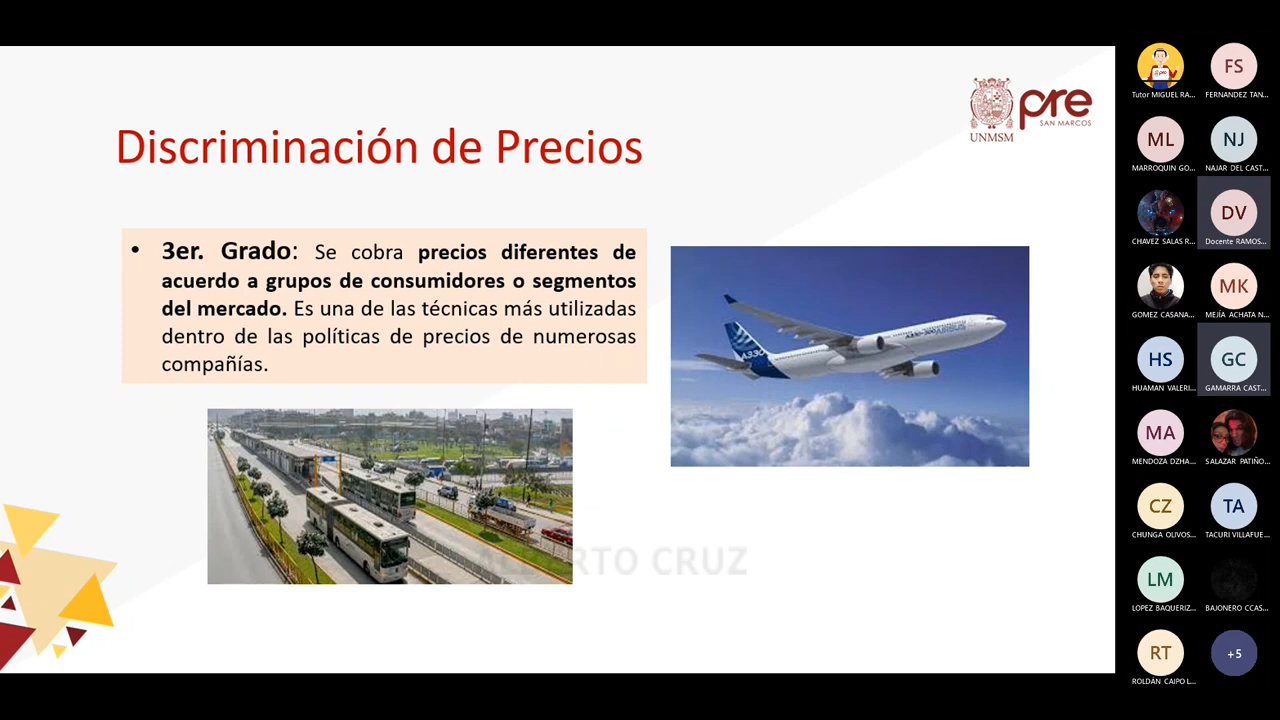 Discriminación de Precios
UNMSM
pre
SAN MARCOS
• 3er. Grado: Se cobra precios diferentes de
acuerdo a grupos de consumidores o segmentos
del mercado. Es una de las técnicas más utilizadas
dentro de las políticas de precios de numerosas
compañías.
A330
AIRBUS
CRUZ
Tutor MIGUEL RA...
FS
FERNANDEZ TAN...
ML
MARROQUIN GO...
NJ
NAJAR DEL CAST...
CHAVEZ SALAS R...
DV
Docente RAMOS...
GOMEZ CASANA...
MK
MEJÍA ACHATA N...
HS
HUAMAN VALERI...
GC
GAMARRA CAST...
MA
MENDOZA DZHA...
SALAZAR PATIÑO...
CZ
CHUNGA OLIVOS...
TA
TACURI VILLAFUE...
LM
LOPEZ BAQUERIZ...
BAJONERO CCAS...
RT
ROLDÁN CAIPO L...
+5